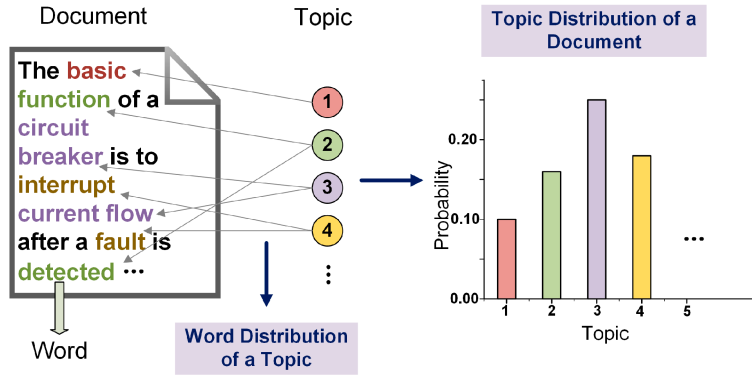 Document
The basic
function of a
circuit
breaker is to
interrupt
current flow
after a fault is
detected ...
Word
Topic
1
2
3
4
Word Distribution
of a Topic
Topic Distribution of a
Document
Probability
0.20
0.10
0.00
...
1 2 3 4 5
Topic